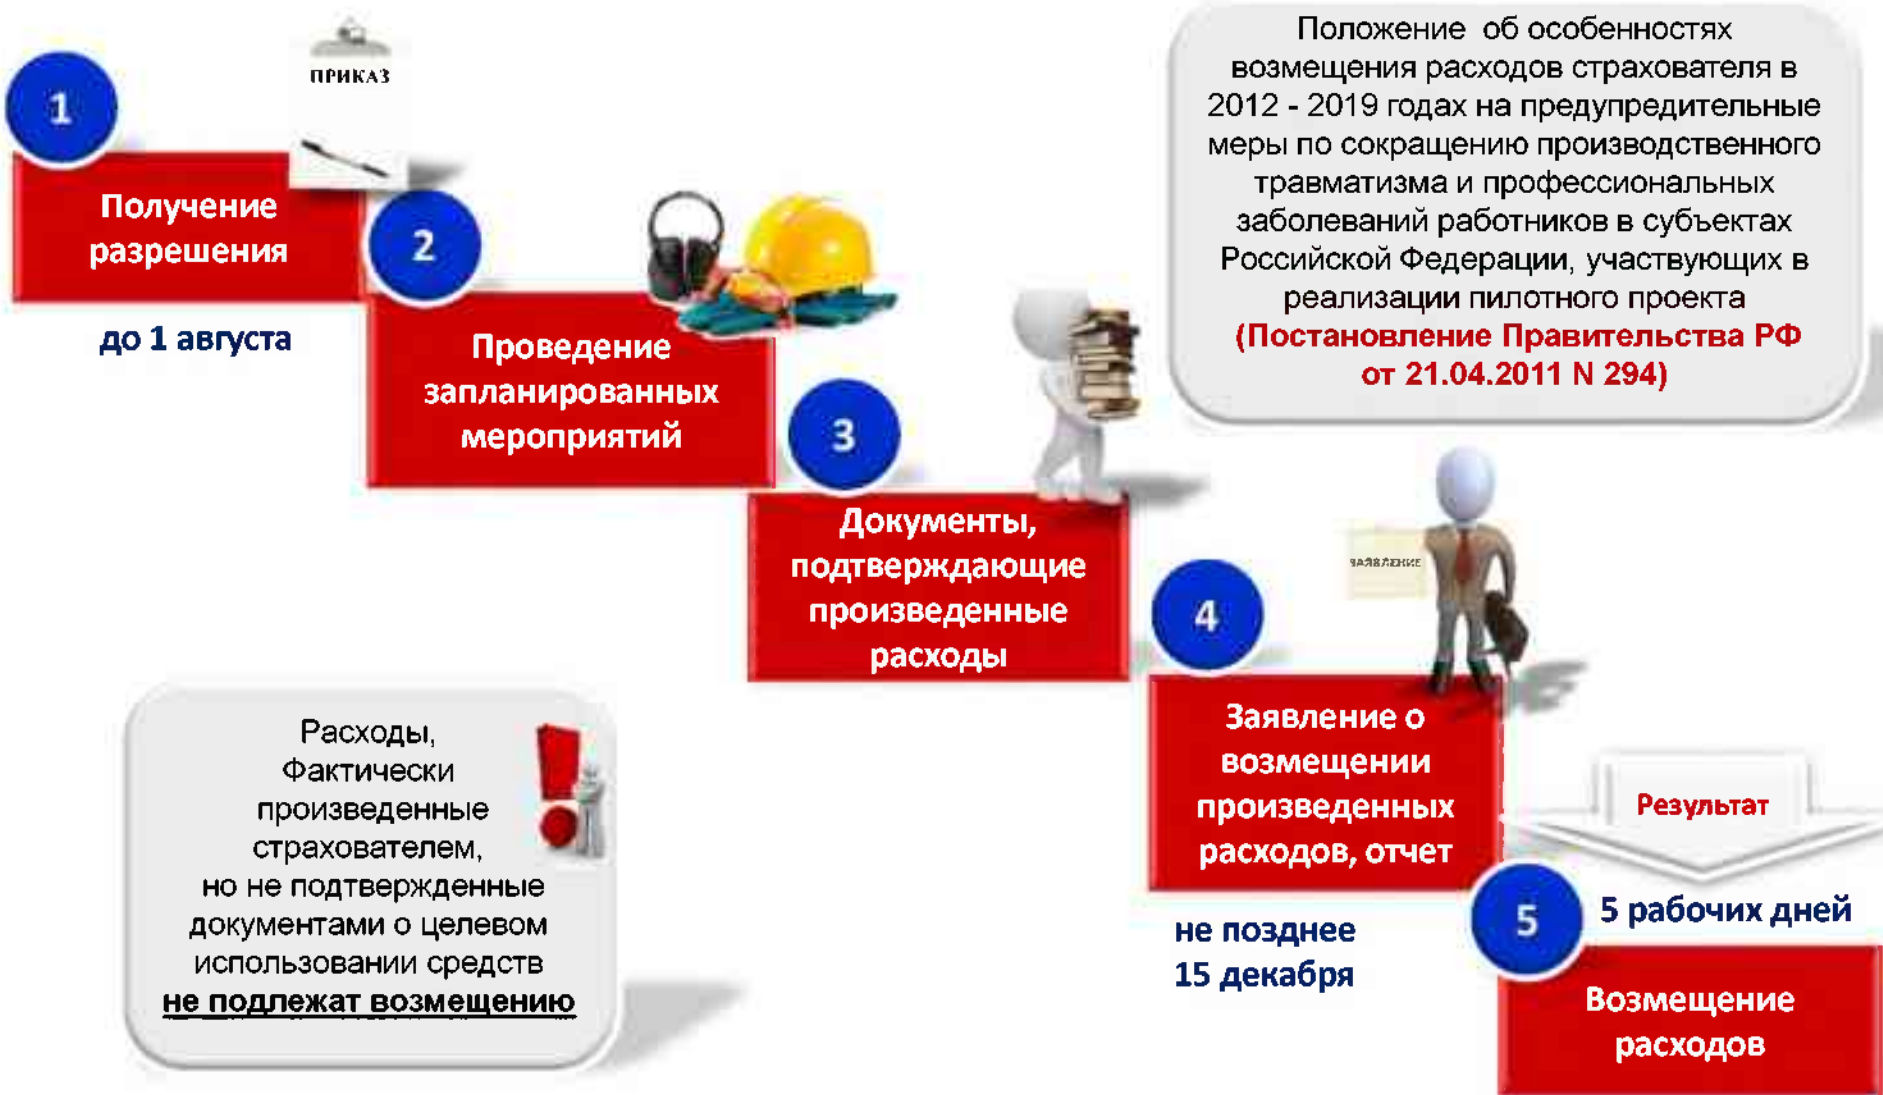 1
ПРИКАЗ
Получение
разрешения
до 1 августа
2
Проведение
запланированных
мероприятий
3
Документы,
подтверждающие
произведенные
расходы
4
ЗАЯВЛЕНИЕ
Заявление о
возмещении
произведенных
расходов, отчет
не позднее
15 декабря
Результат
5
5 рабочих дней
Возмещение
расходов
Положение об особенностях
возмещения расходов страхователя в
2012 - 2019 годах на предупредительные
меры по сокращению производственного
травматизма и профессиональных
заболеваний работников в субъектах
Российской Федерации, участвующих в
реализации пилотного проекта
(Постановление Правительства РФ
от 21.04.2011 N 294)
Расходы,
Фактически
произведенные
страхователем,
но не подтвержденные
документами о целевом
использовании средств
не подлежат возмещению